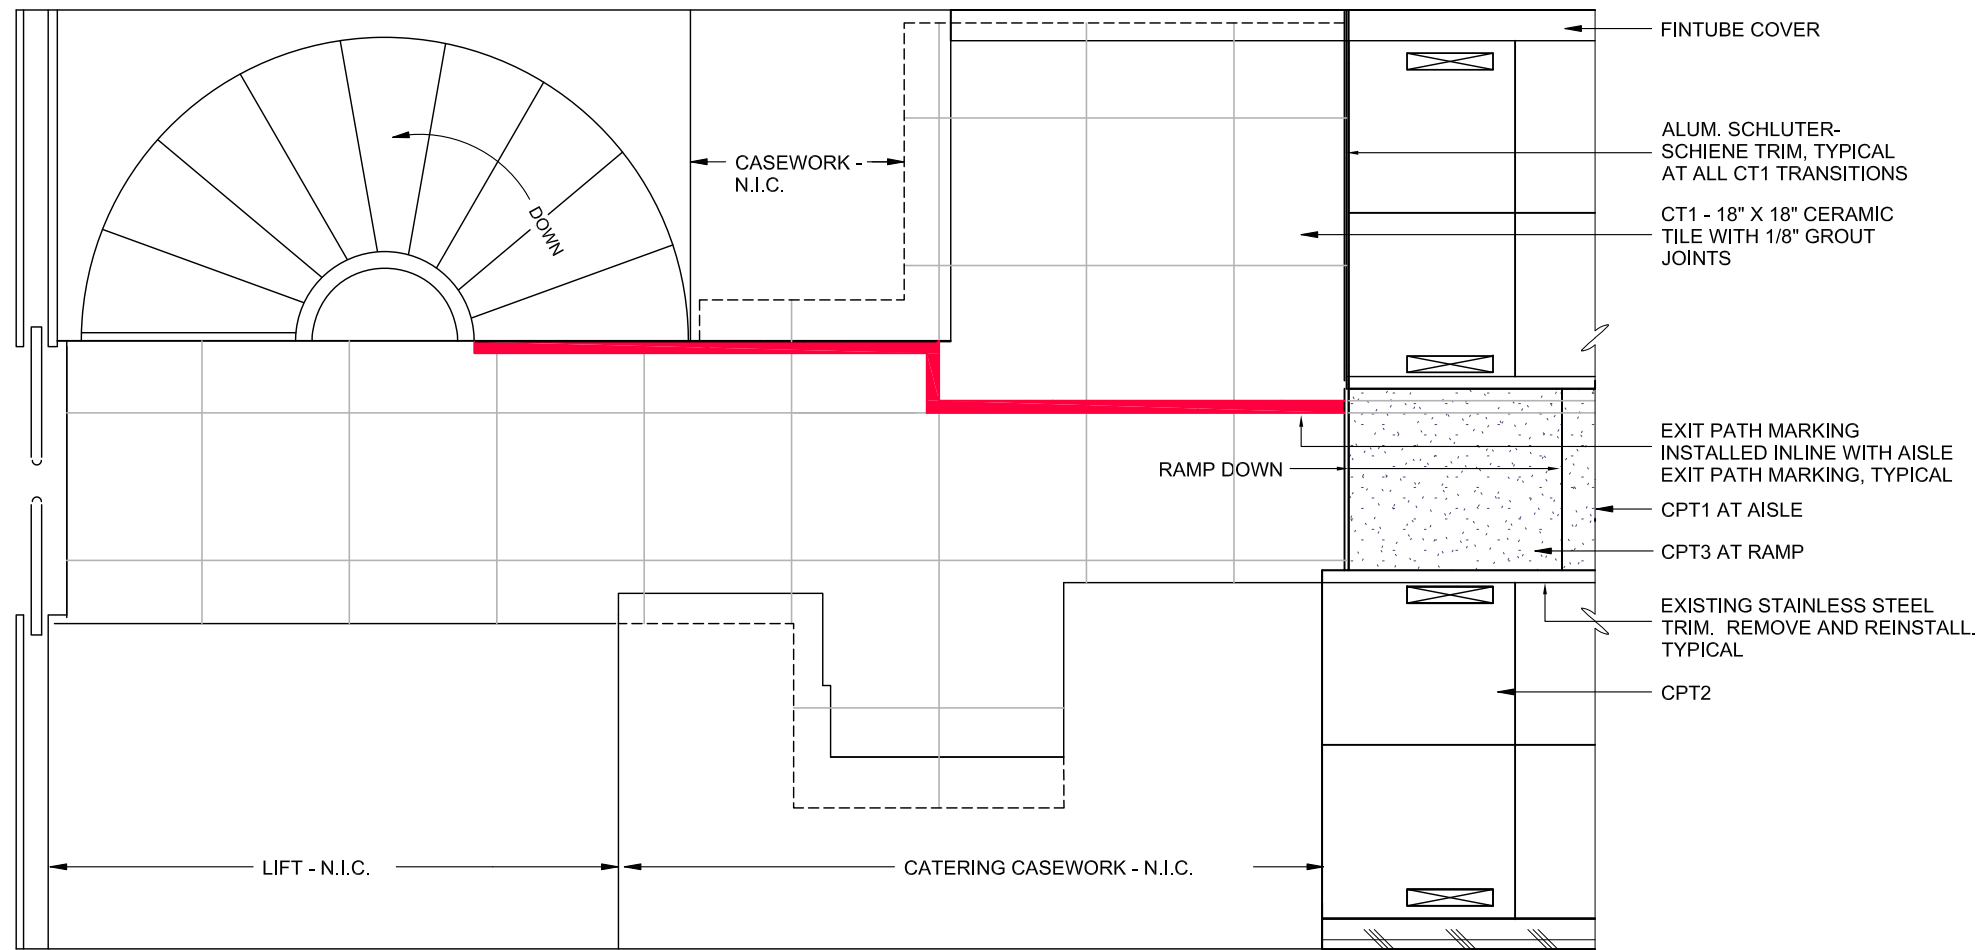 FINTUBE COVER
ALUM. SCHLUTER-
SCHIENE TRIM, TYPICAL
AT ALL CT1 TRANSITIONS
CASEWORK -
N.I.C.
DOWN
CT1 - 18" X 18" CERAMIC
TILE WITH 1/8" GROUT
JOINTS
EXIT PATH MARKING
INSTALLED INLINE WITH AISLE
EXIT PATH MARKING, TYPICAL
RAMP DOWN
CPT1 AT AISLE
CPT3 AT RAMP
EXISTING STAINLESS STEEL
TRIM. REMOVE AND REINSTALL.
TYPICAL
CPT2
LIFT - N.I.C.
CATERING CASEWORK - N.I.C.